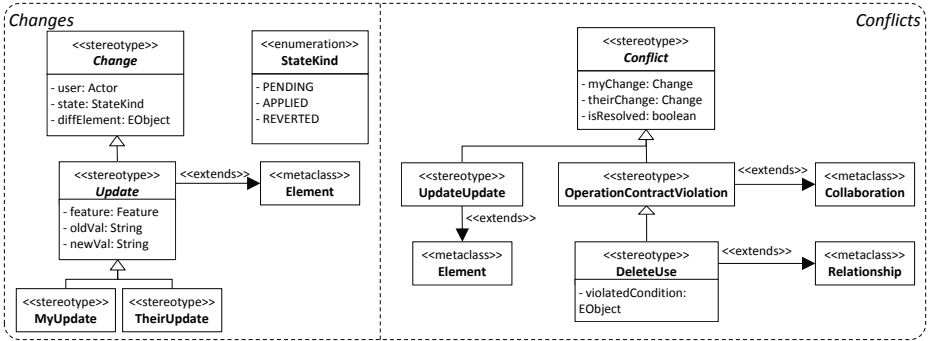 Changes
<<stereotype>>
Change
- user: Actor
- state: StateKind
- diffElement: EObject
<<enumeration>>
StateKind
- PENDING
- APPLIED
- REVERTED
<<stereotype>>
Update
- feature: Feature
- oldVal: String
- newVal: String
<<extends>>
<<metaclass>>
Element
<<stereotype>>
MyUpdate
<<stereotype>>
TheirUpdate
Conflicts
<<stereotype>>
Conflict
- myChange: Change
- theirChange: Change
- isResolved: boolean
<<stereotype>>
UpdateUpdate
<<extends>>
<<metaclass>>
Element
<<stereotype>>
OperationContractViolation
<<extends>>
<<metaclass>>
Collaboration
<<stereotype>>
DeleteUse
- violatedCondition:
EObject
<<extends>>
<<metaclass>>
Relationship